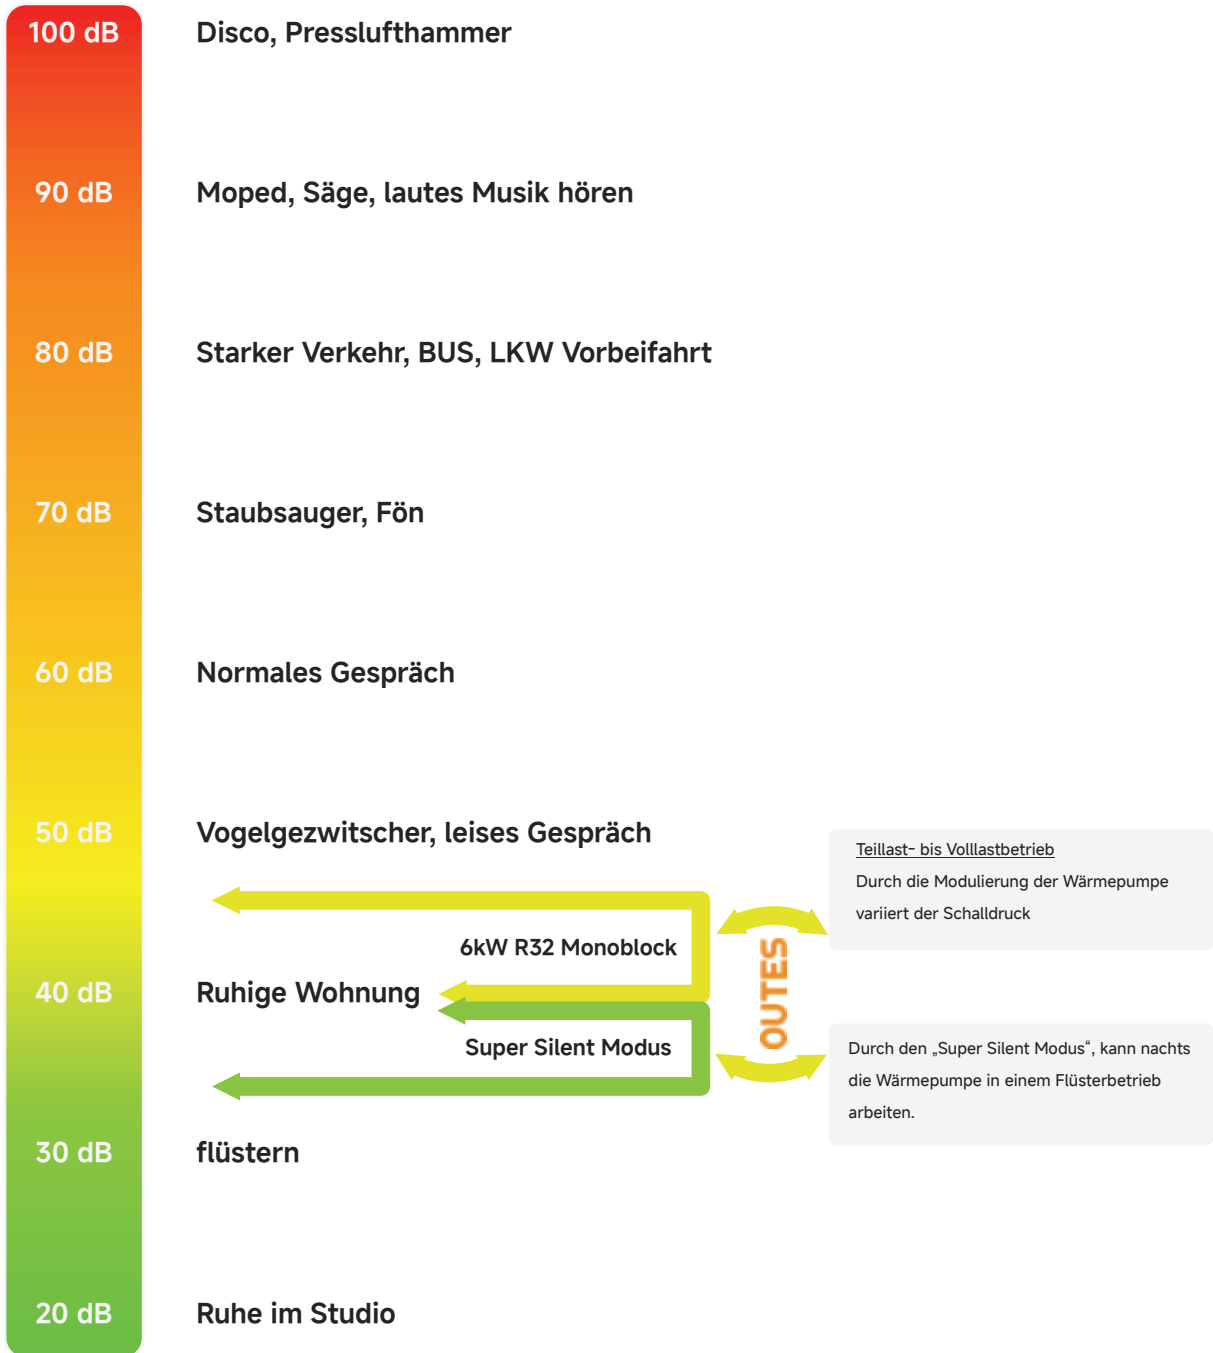 100 dB Disco, Presslufthammer
90 dB Moped, Säge, lautes Musik hören
80 dB Starker Verkehr, BUS, LKW Vorbeifahrt
70 dB Staubsauger, Fön
60 dB Normales Gespräch
50 dB Vogelgezwitscher, leises Gespräch
Teillast- bis Volllastbetrieb
Durch die Modulierung der Wärmepumpe
variiert der Schalldruck
6kW R32 Monoblock
OUTES
40 dB Ruhige Wohnung
Super Silent Modus
Durch den „Super Silent Modus“, kann nachts
die Wärmepumpe in einem Flüsterbetrieb
arbeiten.
30 dB flüstern
20 dB Ruhe im Studio